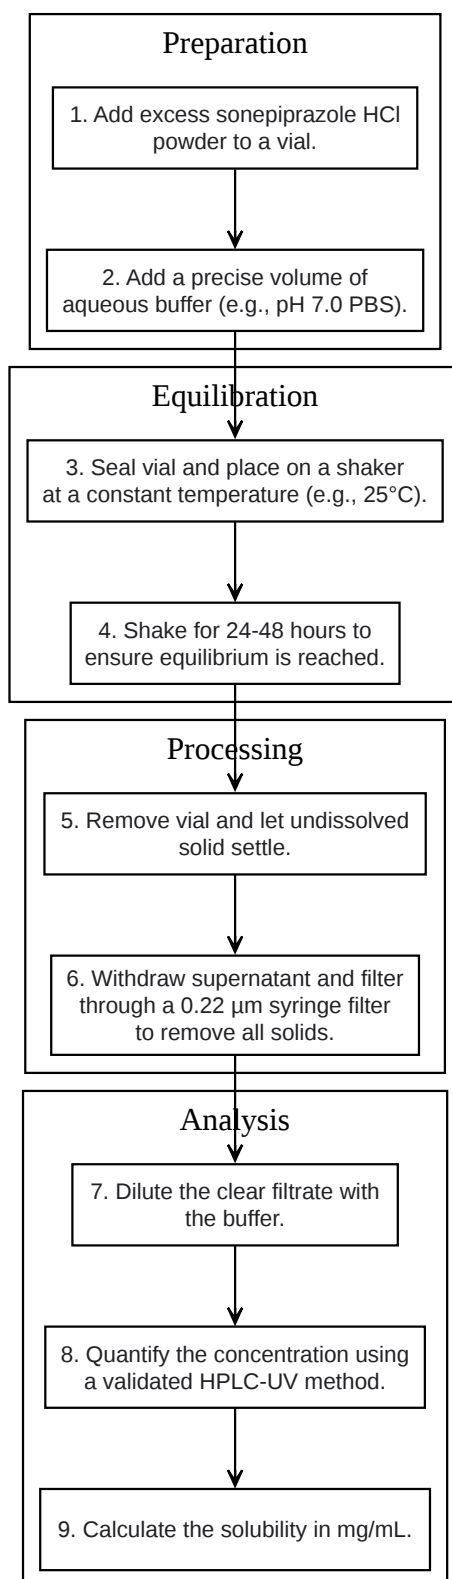 Preparation
1. Add excess sonepiprazole HCl
powder to a vial.
2. Add a precise volume of
aqueous buffer (e.g., pH 7.0 PBS).
Equilibration
3. Seal vial and place on a shaker
at a constant temperature (e.g., 25°C).
4. Shake for 24-48 hours to
ensure equilibrium is reached.
Processing
5. Remove vial and let undissolved
solid settle.
6. Withdraw supernatant and filter
through a 0.22 µm syringe filter
to remove all solids.
Analysis
7. Dilute the clear filtrate with
the buffer.
8. Quantify the concentration using
a validated HPLC-UV method.
9. Calculate the solubility in mg/mL.